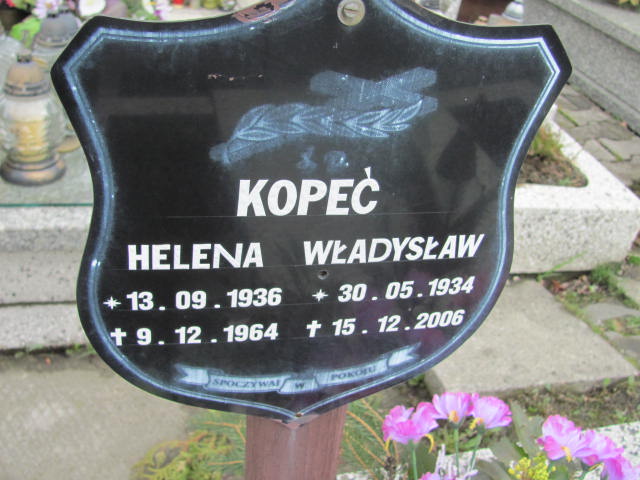 KOPEĆ
HELENA WŁADYSŁAW
* 13.09.1936 * 30.05.1934
† 9.12.1964 † 15.12.2006
SPOCZYWAJ W POKOJU